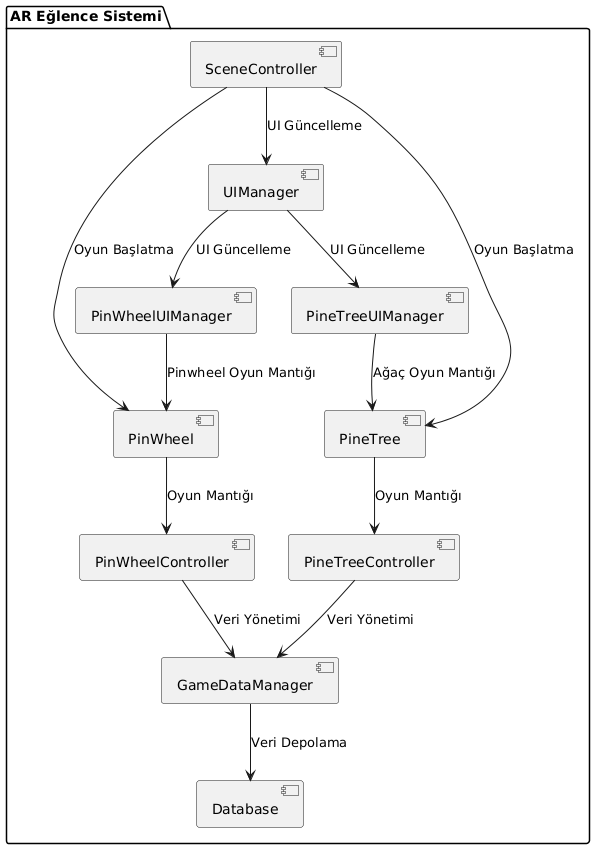 AR Eğlence Sistemi
SceneController
UI Güncelleme
UIManager
Oyun Başlatma
UI Güncelleme
UI Güncelleme
Oyun Başlatma
PinWheelUIManager
PineTreeUIManager
Pinwheel Oyun Mantığı
Ağaç Oyun Mantığı
PinWheel
PineTree
Oyun Mantığı
Oyun Mantığı
PinWheelController
PineTreeController
Veri Yönetimi
Veri Yönetimi
GameDataManager
Veri Depolama
Database